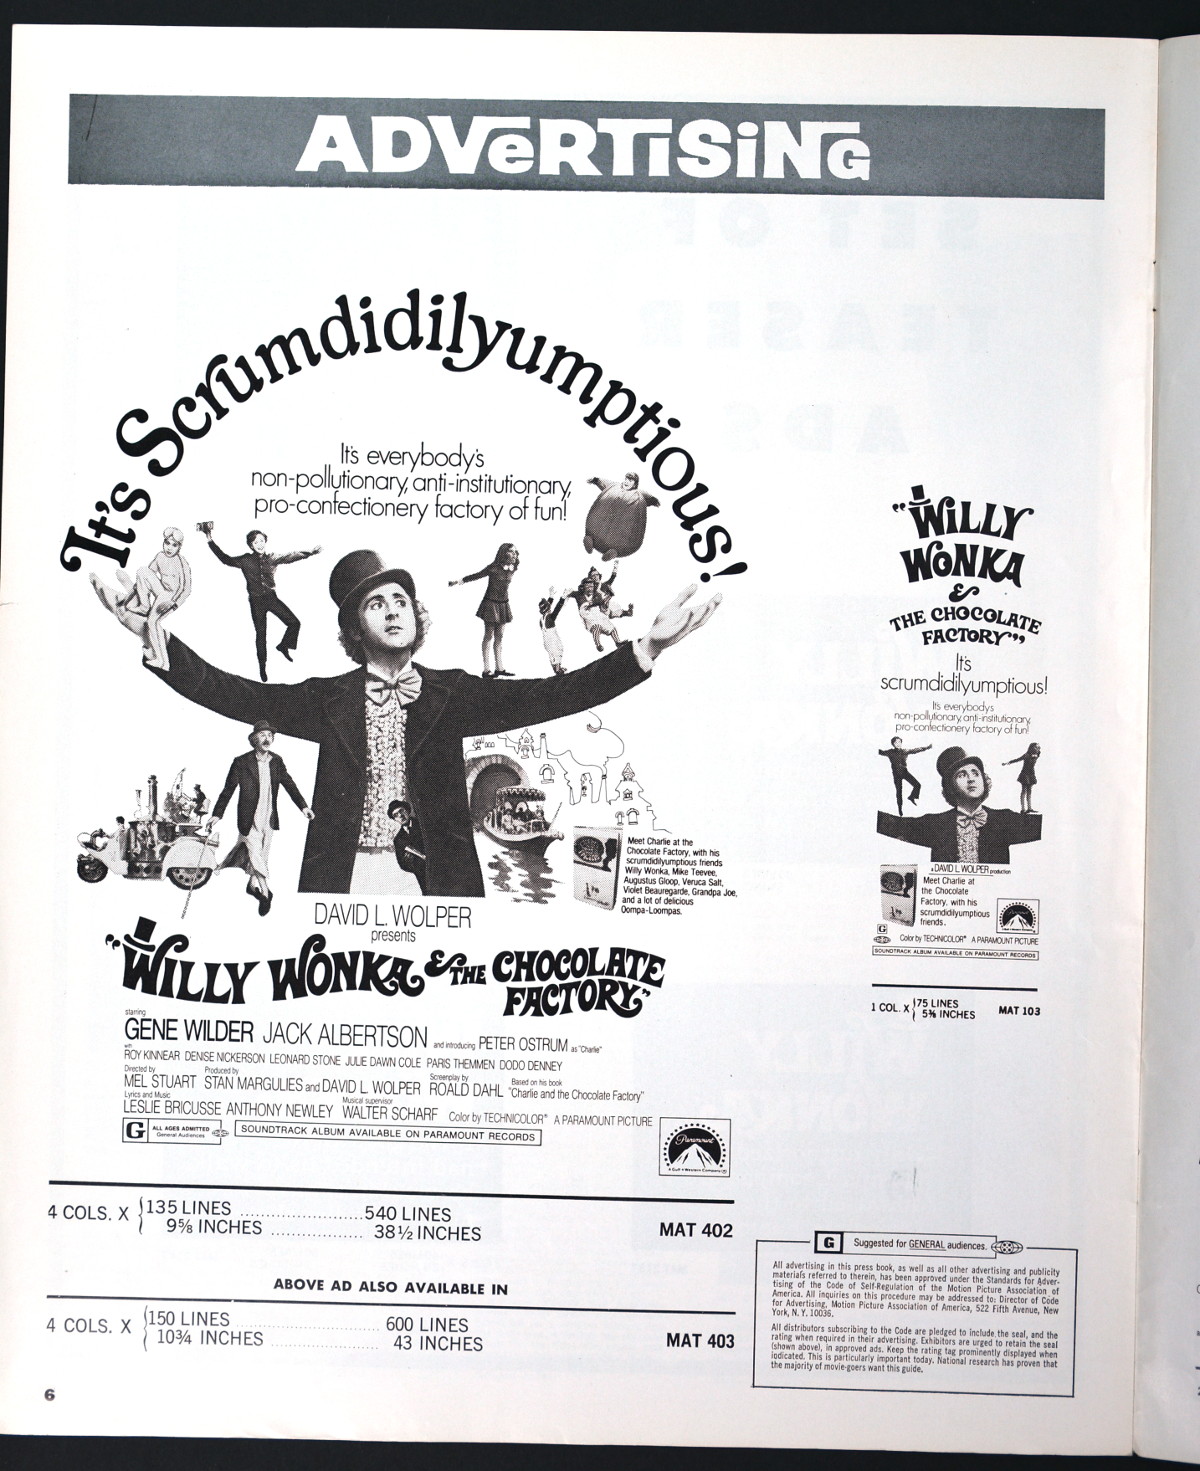 ADVERTISING
It's Scrumdidilyumptious!
It's everybody's
non-pollutionary, anti-institutionary,
pro-confectionery factory of fun!
Meet Charlie at the
Chocolate Factory, with his
scrumdidilyumptious friends
Willy Wonka, Mike Teevee,
Augustus Gloop, Veruca Salt,
Violet Beauregarde, Grandpa Joe,
and a lot of delicious
Oompa-Loompas.
DAVID L. WOLPER
presents
"WILLY WONKA & THE CHOCOLATE
FACTORY"
starring
GENE WILDER JACK ALBERTSON and introducing PETER OSTRUM as "Charlie"
with
ROY KINNEAR DENISE NICKERSON LEONARD STONE JULIE DAWN COLE PARIS THEMMEN DODO DENNEY
Directed by Produced by Screenplay by Based on his book
MEL STUART STAN MARGULIES and DAVID L. WOLPER ROALD DAHL "Charlie and the Chocolate Factory"
Lyrics and Music Musical supervisor
LESLIE BRICUSSE ANTHONY NEWLEY WALTER SCHARF Color by TECHNICOLOR® A PARAMOUNT PICTURE
G ALL AGES ADMITTED
General Audiences
SOUNDTRACK ALBUM AVAILABLE ON PARAMOUNT RECORDS
Paramount
A Gulf + Western Company
4 COLS. X { 135 LINES ........................ 540 LINES
9⅝ INCHES .................. 38½ INCHES
MAT 402
ABOVE AD ALSO AVAILABLE IN
4 COLS. X { 150 LINES ............................ 600 LINES
10¾ INCHES ..................... 43 INCHES
MAT 403
6
"WILLY
WONKA
&
THE CHOCOLATE
FACTORY"
It's
scrumdidilyumptious!
It's everybody's
non-pollutionary, anti-institutionary,
pro-confectionery factory of fun!
A DAVID L. WOLPER production
Meet Charlie at
the Chocolate
Factory, with his
scrumdidilyumptious
friends.
G
Color by TECHNICOLOR® A PARAMOUNT PICTURE
SOUNDTRACK ALBUM AVAILABLE ON PARAMOUNT RECORDS
1 COL. X { 75 LINES
5⅜ INCHES
MAT 103
G Suggested for GENERAL audiences.
All advertising in this press book, as well as all other advertising and publicity
materials referred to therein, has been approved under the Standards for Adver-
tising of the Code of Self-Regulation of the Motion Picture Association of
America. All inquiries on this procedure may be addressed to: Director of Code
for Advertising, Motion Picture Association of America, 522 Fifth Avenue, New
York, N. Y. 10036.
All distributors subscribing to the Code are pledged to include the seal, and the
rating when required in their advertising. Exhibitors are urged to retain the seal
(shown above), in approved ads. Keep the rating tag prominently displayed when
indicated. This is particularly important today. National research has proven that
the majority of movie-goers want this guide.